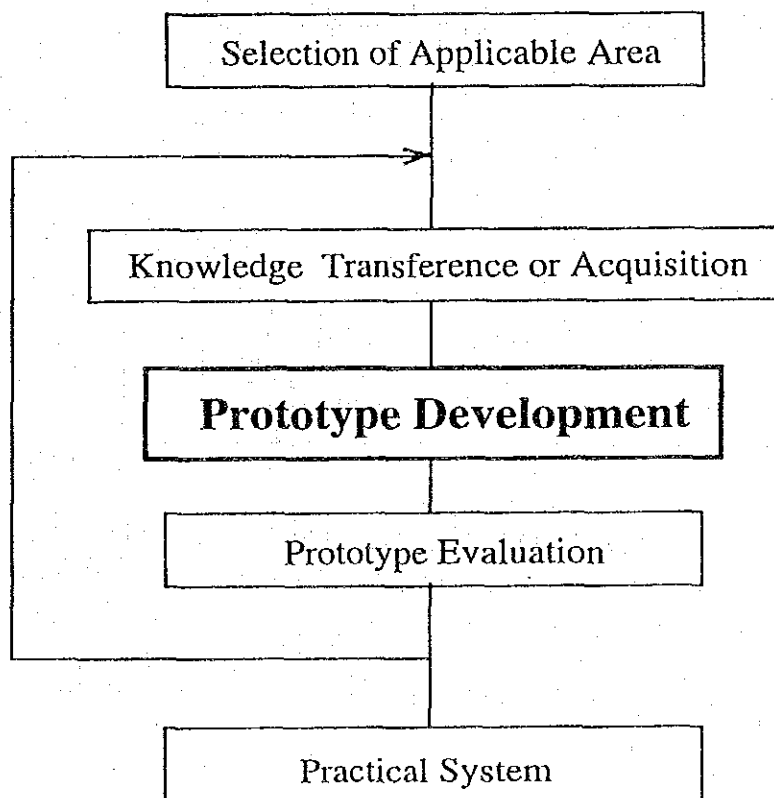 Selection of Applicable Area
Knowledge Transference or Acquisition
Prototype Development
Prototype Evaluation
Practical System